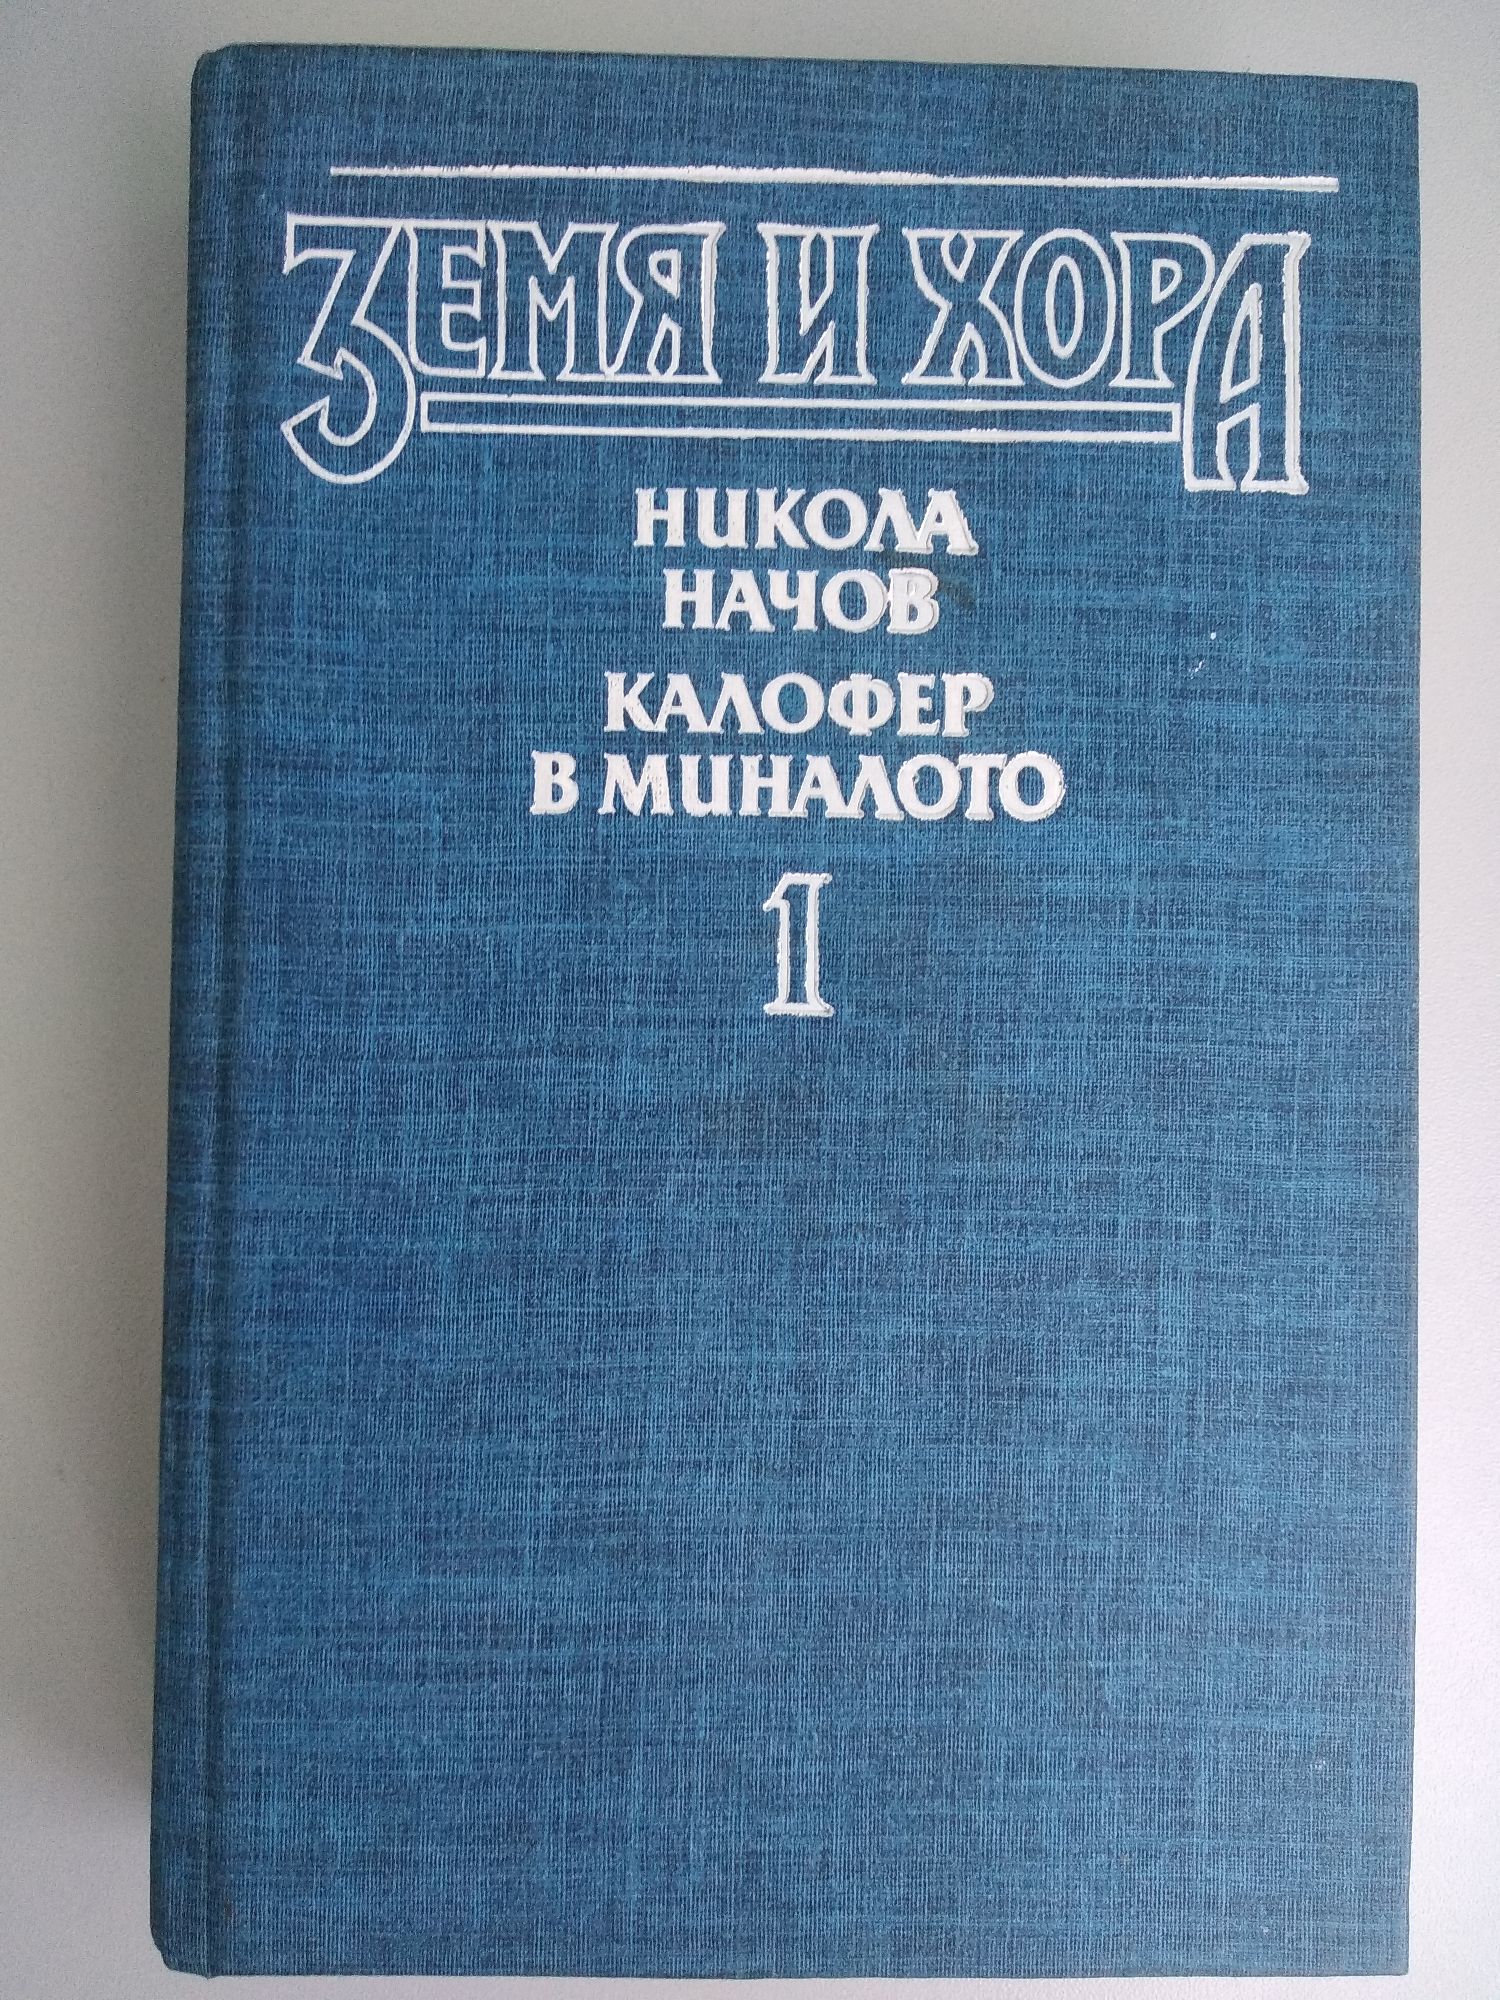 ЗЕМЯ И ХОРА
НИКОЛА
НАЧОВ
КАЛОФЕР
В МИНАЛОТО
1